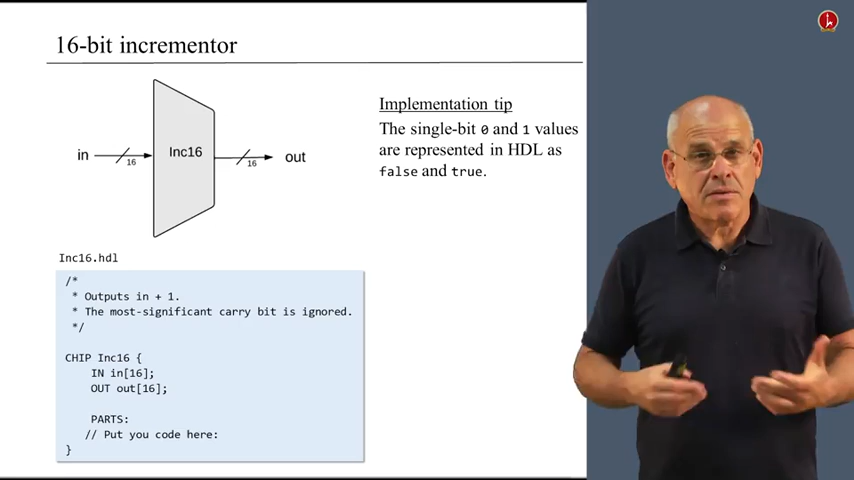 16-bit incrementor
in
16
Inc16
16
out
Implementation tip
The single-bit 0 and 1 values
are represented in HDL as
false and true.
Inc16.hdl
/*
* Outputs in + 1.
* The most-significant carry bit is ignored.
*/
CHIP Inc16 {
IN in[16];
OUT out[16];
PARTS:
// Put you code here:
}